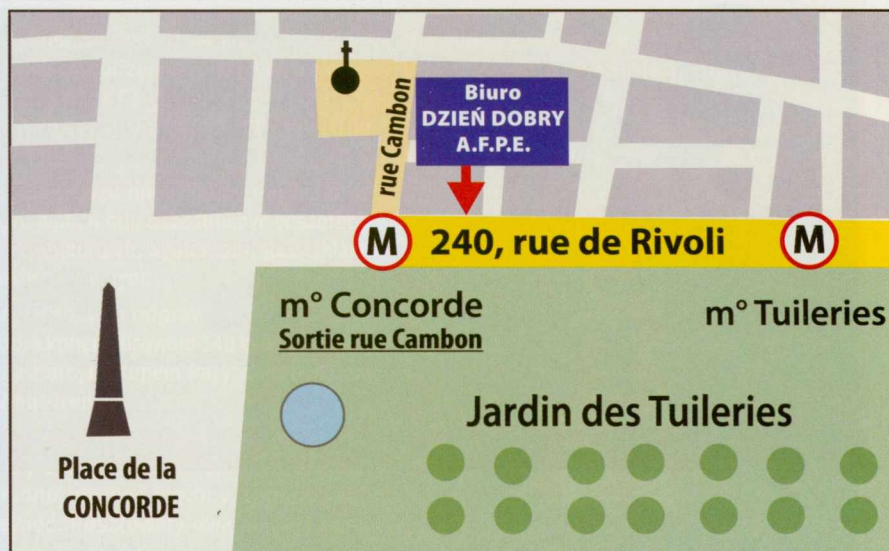 Biuro
DZIEŃ DOBRY
A.F.P.E.
rue Cambon
M
240, rue de Rivoli
M
m° Concorde
Sortie rue Cambon
m° Tuileries
Jardin des Tuileries
Place de la
CONCORDE